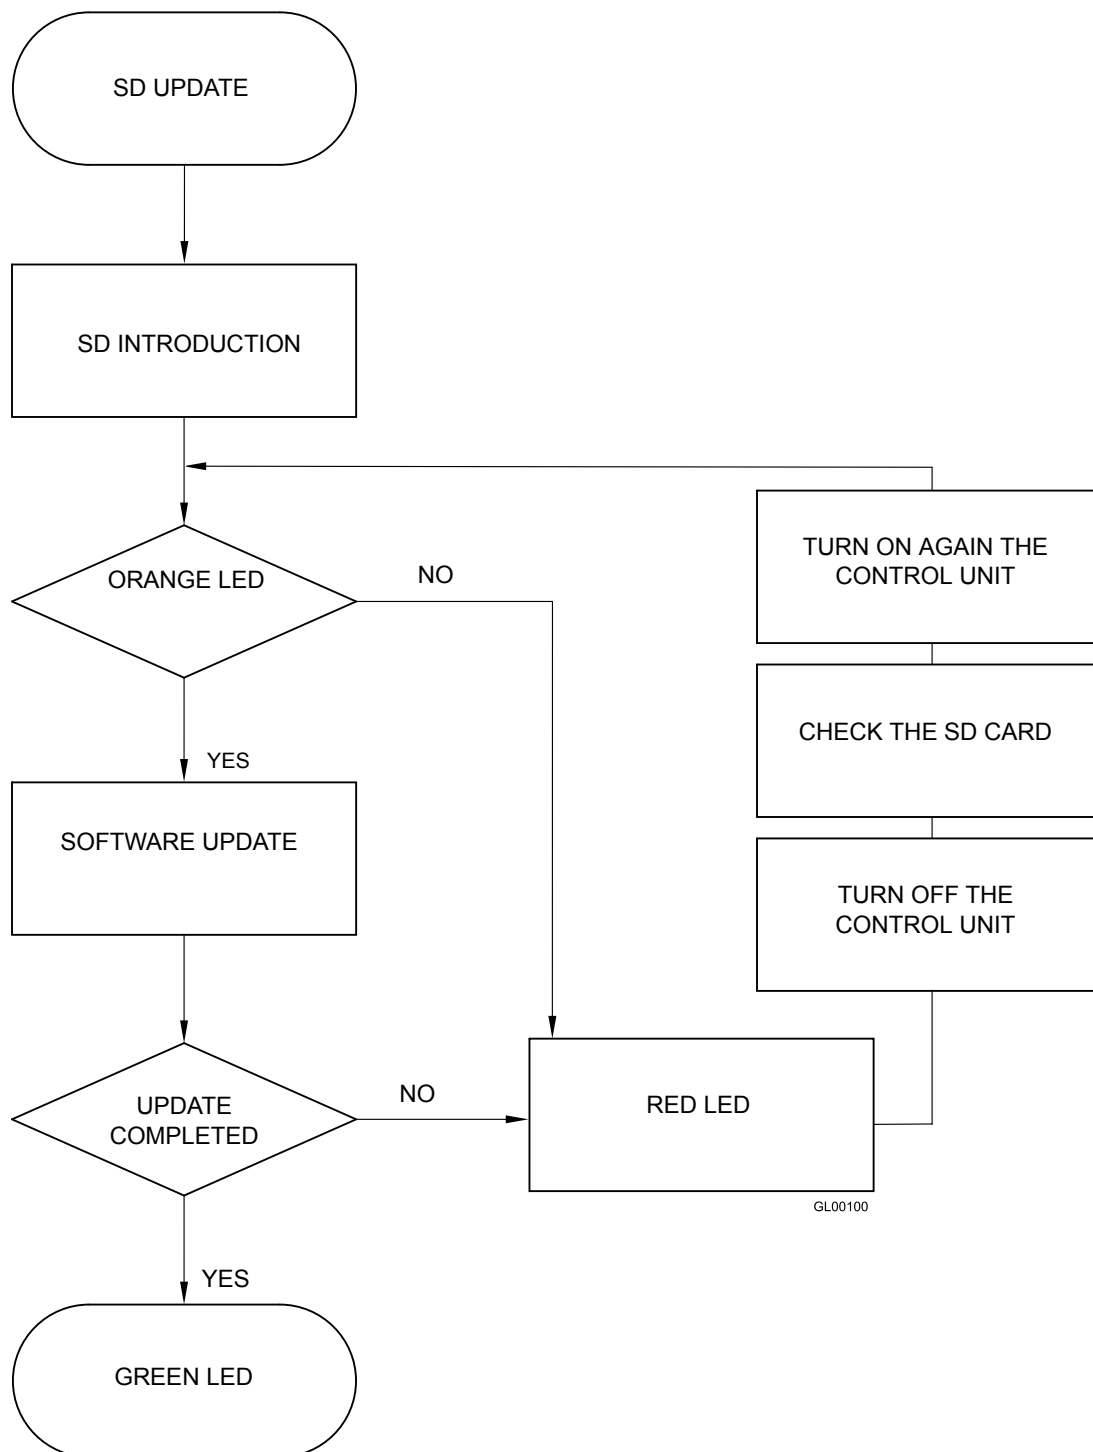 SD UPDATE
SD INTRODUCTION
ORANGE LED
NO
YES
SOFTWARE UPDATE
UPDATE
COMPLETED
NO
YES
GREEN LED
RED LED
GL00100
TURN ON AGAIN THE
CONTROL UNIT
CHECK THE SD CARD
TURN OFF THE
CONTROL UNIT